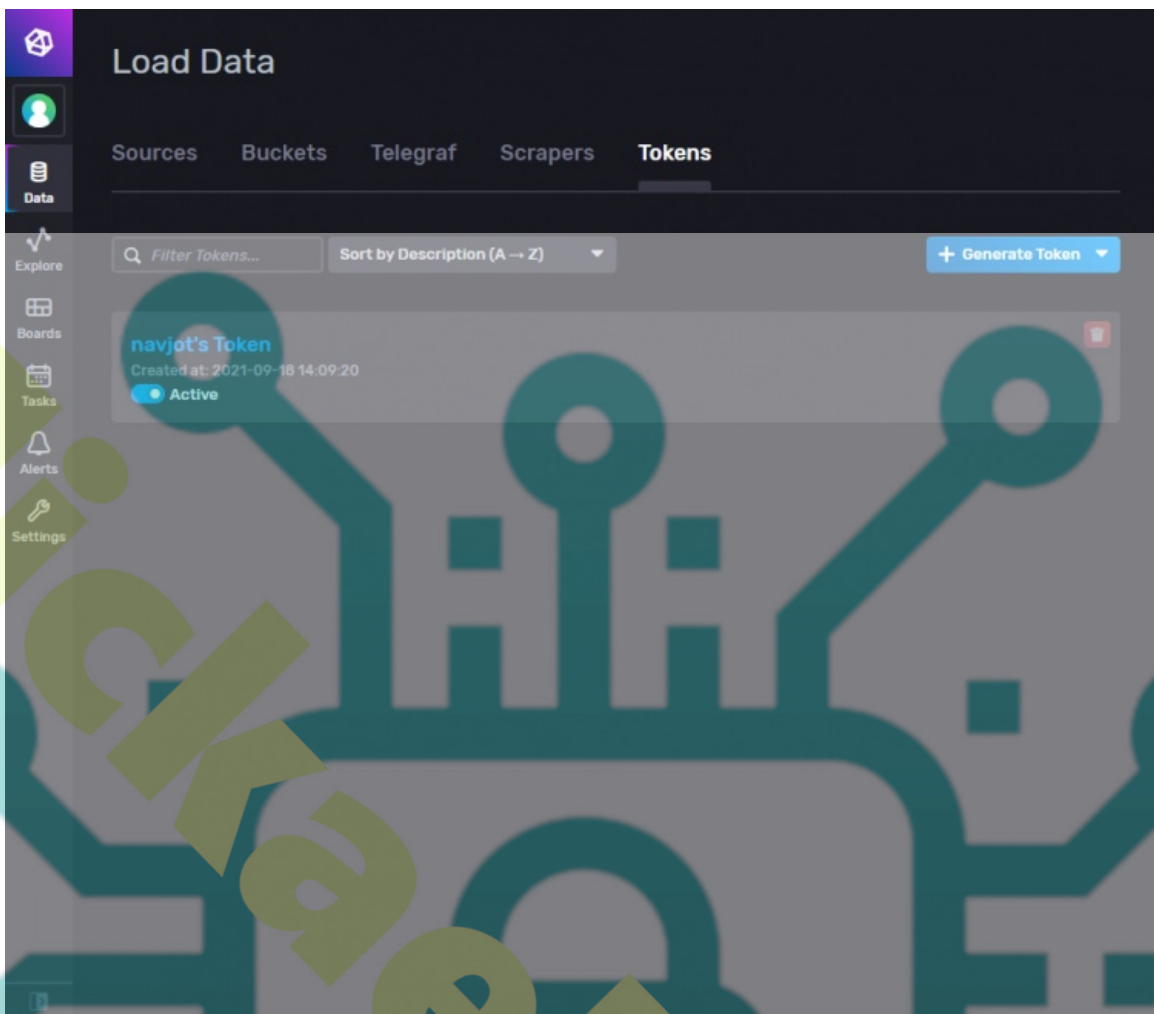 Load Data
Sources Buckets Telegraf Scrapers Tokens
Data
Explore
Filter Tokens... Sort by Description (A → Z) + Generate Token
Boards
navjot's Token
Created at: 2021-09-18 14:09:20
Active
Tasks
Alerts
Settings